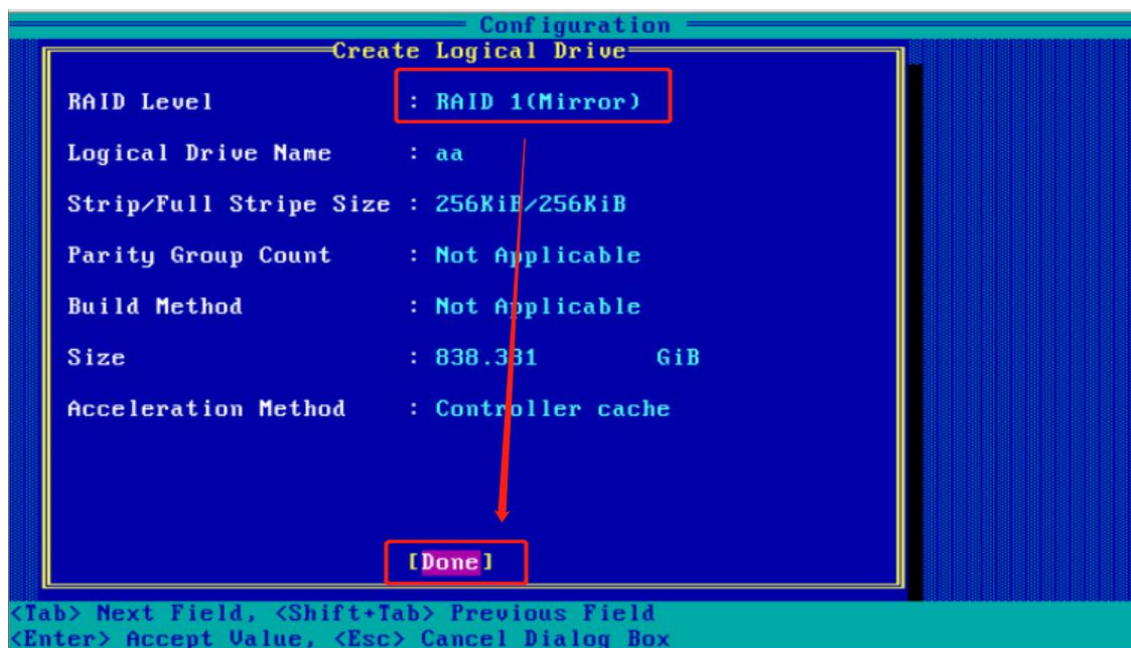 Configuration
Create Logical Drive
RAID Level : RAID 1(Mirror)
Logical Drive Name : aa
Strip/Full Stripe Size : 256KiB/256KiB
Parity Group Count : Not Applicable
Build Method : Not Applicable
Size : 838.381 GiB
Acceleration Method : Controller cache
[Done]
<Tab> Next Field, <Shift+Tab> Previous Field
<Enter> Accept Value, <Esc> Cancel Dialog Box